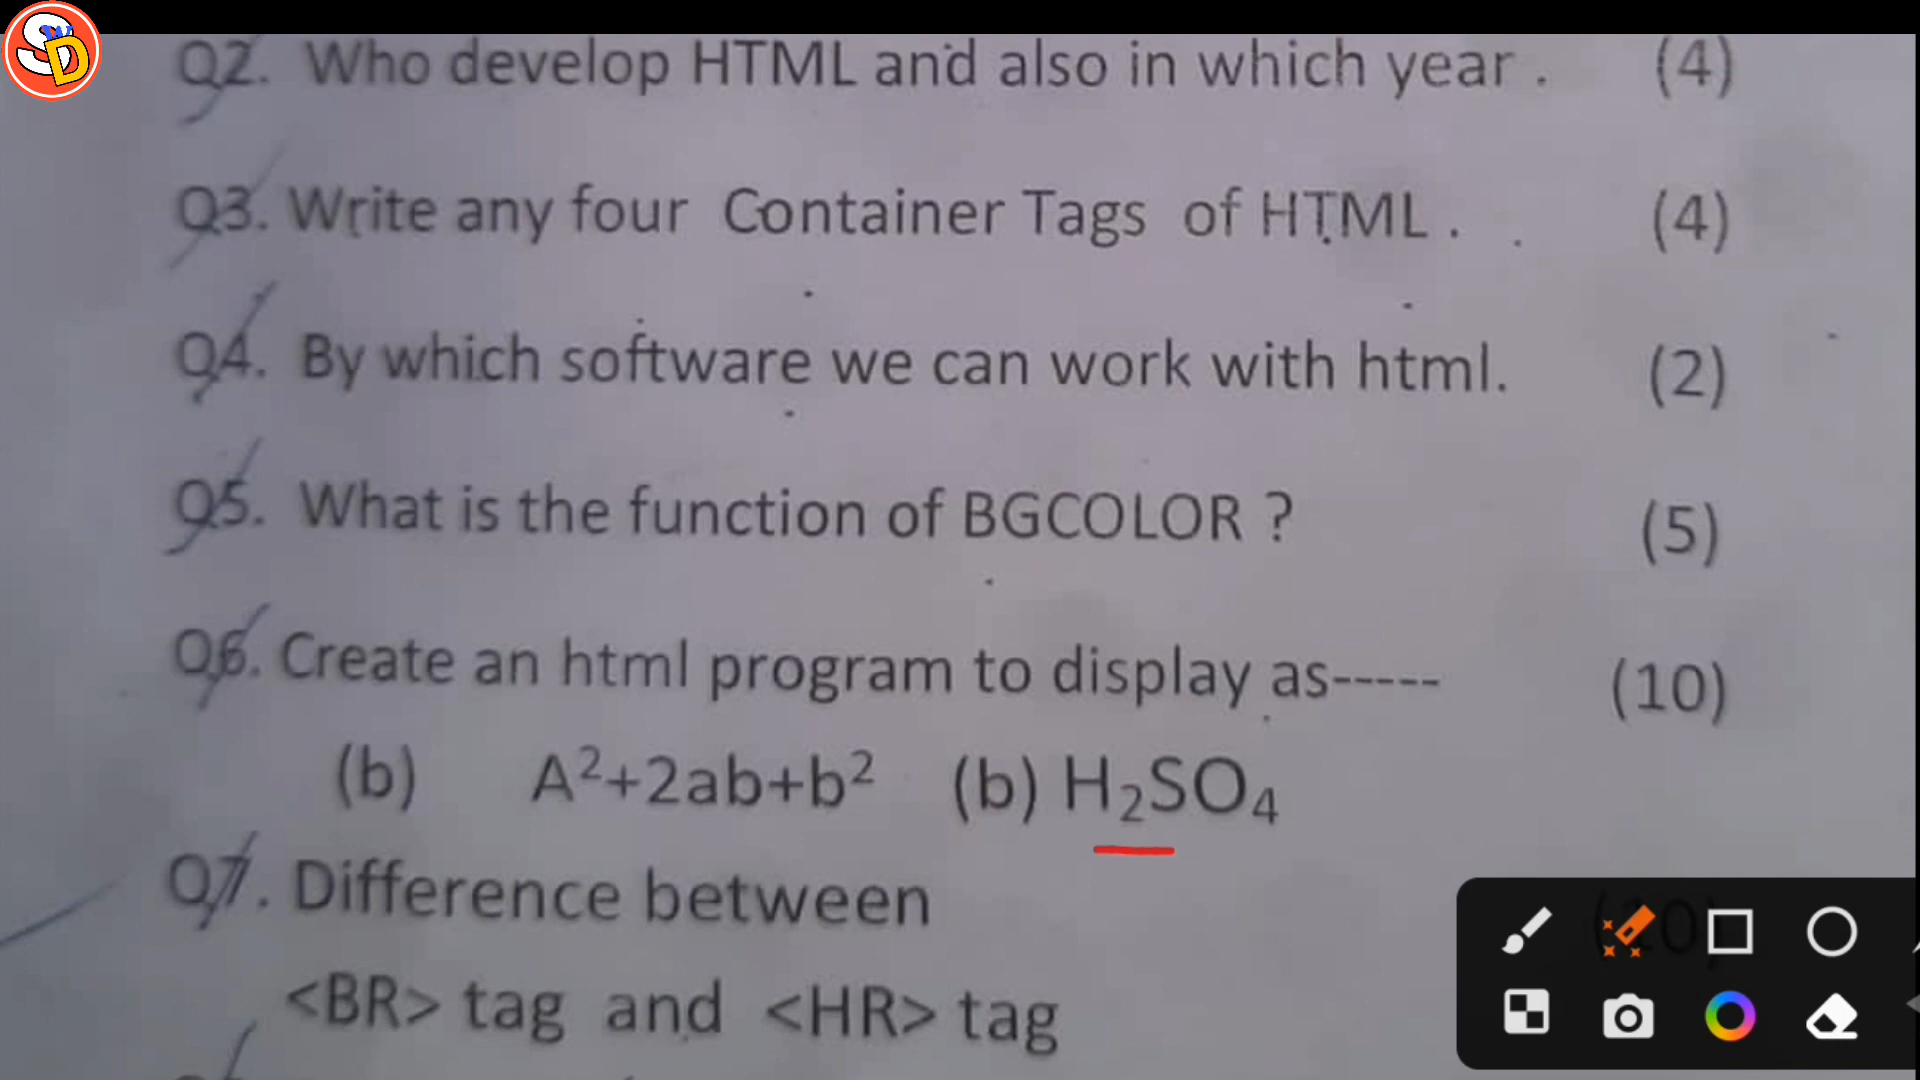 SWD
Q2. Who develop HTML and also in which year . (4)
Q3. Write any four Container Tags of HTML . (4)
Q4. By which software we can work with html. (2)
Q5. What is the function of BGCOLOR ? (5)
Q6. Create an html program to display as----- (10)
(b) A²+2ab+b² (b) H₂SO₄
Q7. Difference between
<BR> tag and <HR> tag